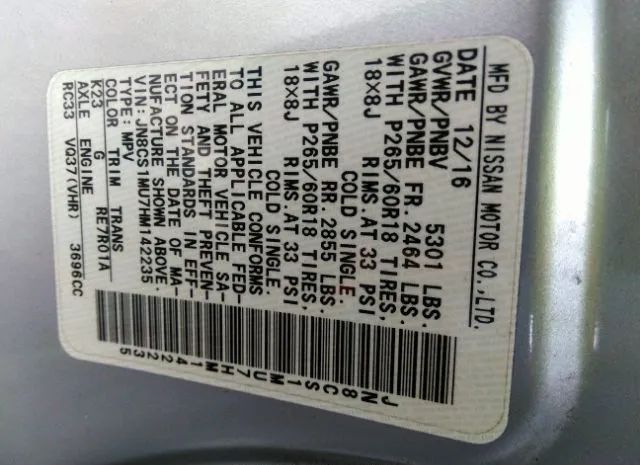 MFD BY NISSAN MOTOR CO.,LTD.
DATE 12/16
GVWR/PNBV 5301 LBS.
GAWR/PNBE FR. 2464 LBS.
WITH P265/60R18 TIRES,
18X8J RIMS.AT 33 PSI
COLD SINGLE.
GAWR/PNBE RR. 2855 LBS.
WITH P265/60R18 TIRES,
18X8J RIMS.AT 33 PSI
COLD SINGLE.
THIS VEHICLE CONFORMS
TO ALL APPLICABLE FED-
ERAL MOTOR VEHICLE SA-
FETY AND THEFT PREVEN-
TION STANDARDS IN EFF-
ECT ON THE DATE OF MA-
NUFACTURE SHOWN ABOVE.
VIN: JN8CS1MU7HM142235
TYPE: MPV
COLOR TRIM TRANS
K23 G RE7R01A
AXLE ENGINE
RC33 VQ37(VHR) 3696CC
JN8CS1MU7HM142235